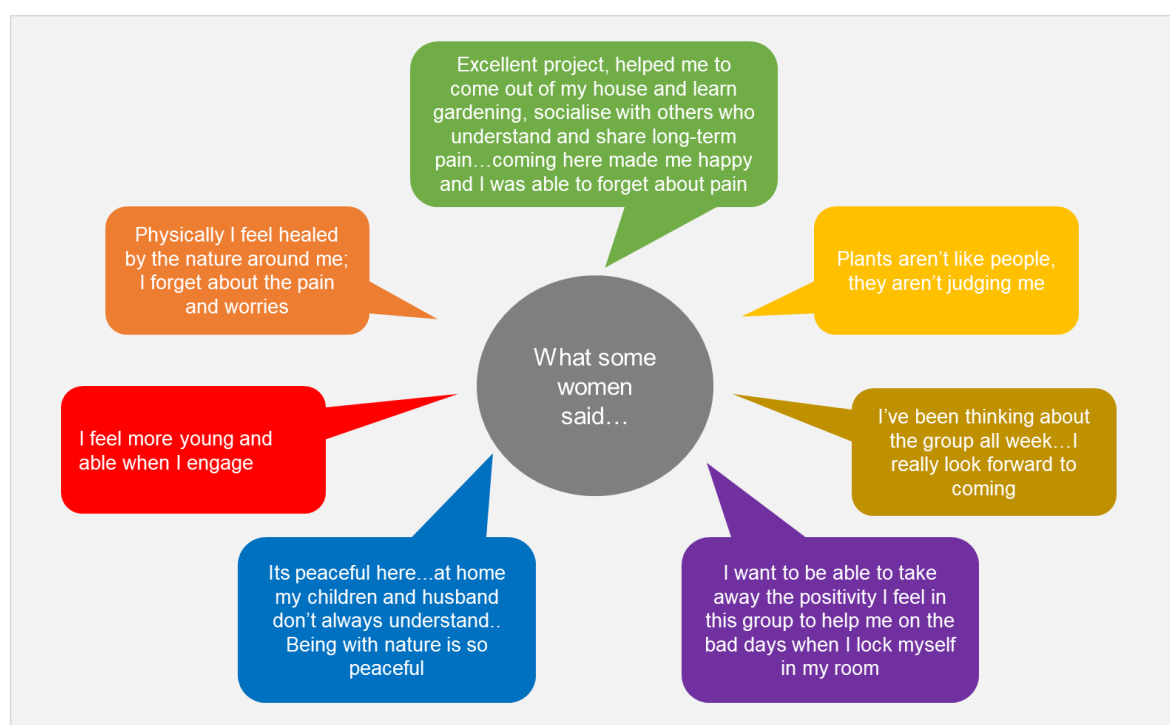 Excellent project, helped me to
come out of my house and learn
gardening, socialise with others who
understand and share long-term
pain…coming here made me happy
and I was able to forget about pain
Physically I feel healed
by the nature around me;
I forget about the pain
and worries
Plants aren’t like people,
they aren’t judging me
What some
women
said…
I feel more young and
able when I engage
I’ve been thinking about
the group all week…I
really look forward to
coming
Its peaceful here...at home
my children and husband
don’t always understand..
Being with nature is so
peaceful
I want to be able to take
away the positivity I feel in
this group to help me on the
bad days when I lock myself
in my room